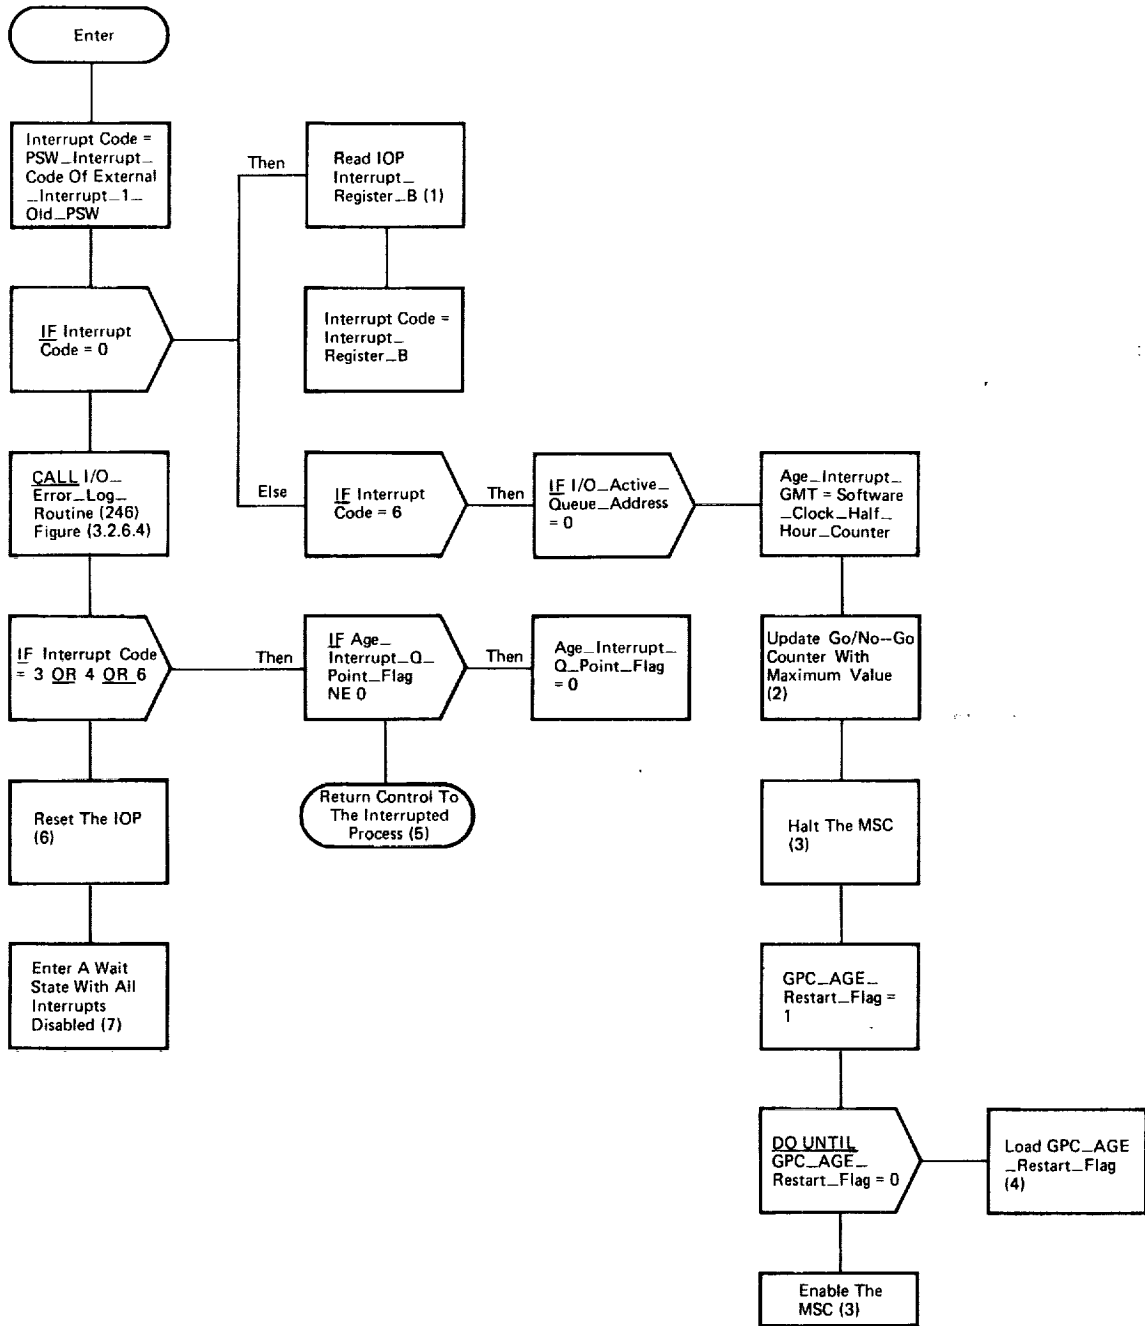 Enter
Interrupt Code =
PSW_Interrupt_
Code Of External
_Interrupt_1_
Old_PSW
Then
Read IOP
Interrupt_
Register_B (1)
IF Interrupt
Code = 0
Interrupt Code =
Interrupt_
Register_B
CALL I/O_
Error_Log_
Routine (246)
Figure (3.2.6.4)
Else
IF Interrupt
Code = 6
Then
IF I/O_Active_
Queue_Address
= 0
Age_Interrupt_
GMT = Software
_Clock_Half_
Hour_Counter
IF Interrupt Code
= 3 OR 4 OR 6
Then
IF Age_
Interrupt_Q_
Point_Flag
NE 0
Then
Age_Interrupt_
Q_Point_Flag
= 0
Update Go/No--Go
Counter With
Maximum Value
(2)
Reset The IOP
(6)
Return Control To
The Interrupted
Process (5)
Halt The MSC
(3)
Enter A Wait
State With All
Interrupts
Disabled (7)
GPC_AGE_
Restart_Flag =
1
DO UNTIL
GPC_AGE_
Restart_Flag = 0
Load GPC_AGE
_Restart_Flag
(4)
Enable The
MSC (3)